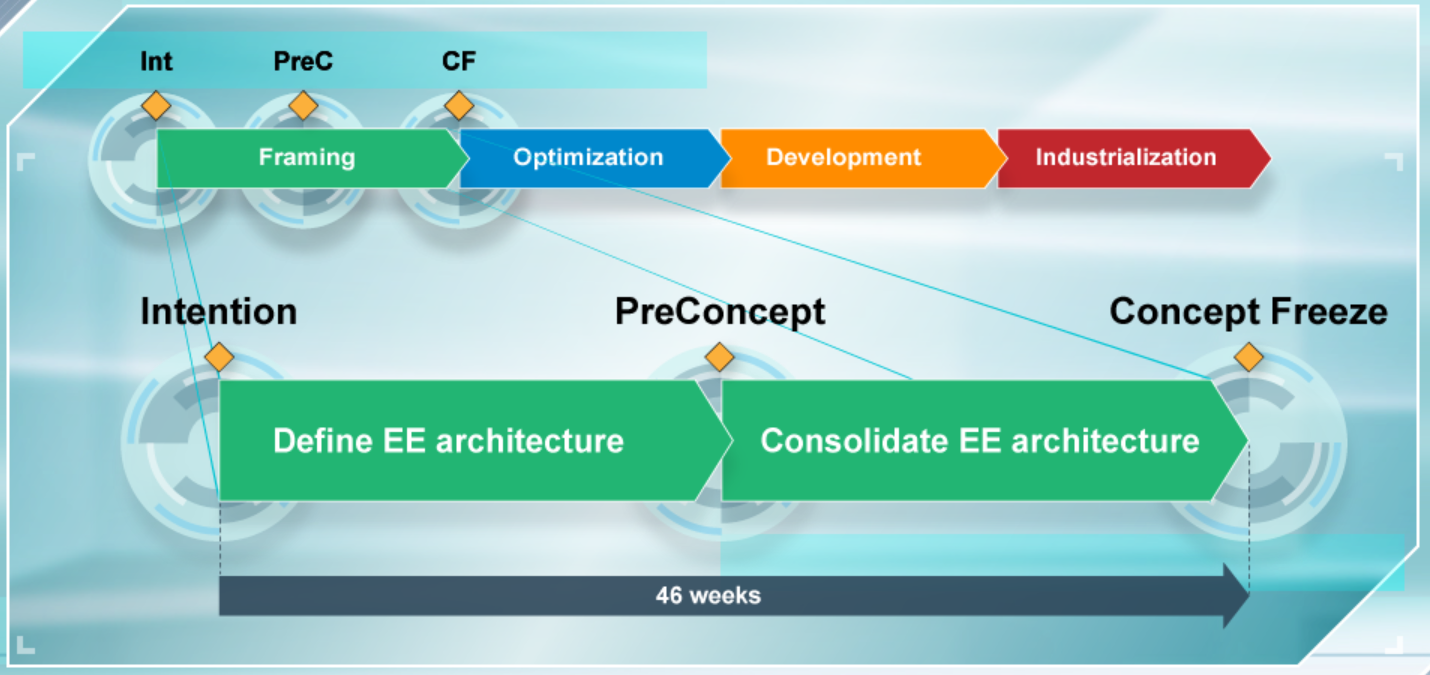 Int PreC CF
Framing Optimization Development Industrialization
Intention PreConcept Concept Freeze
Define EE architecture Consolidate EE architecture
46 weeks